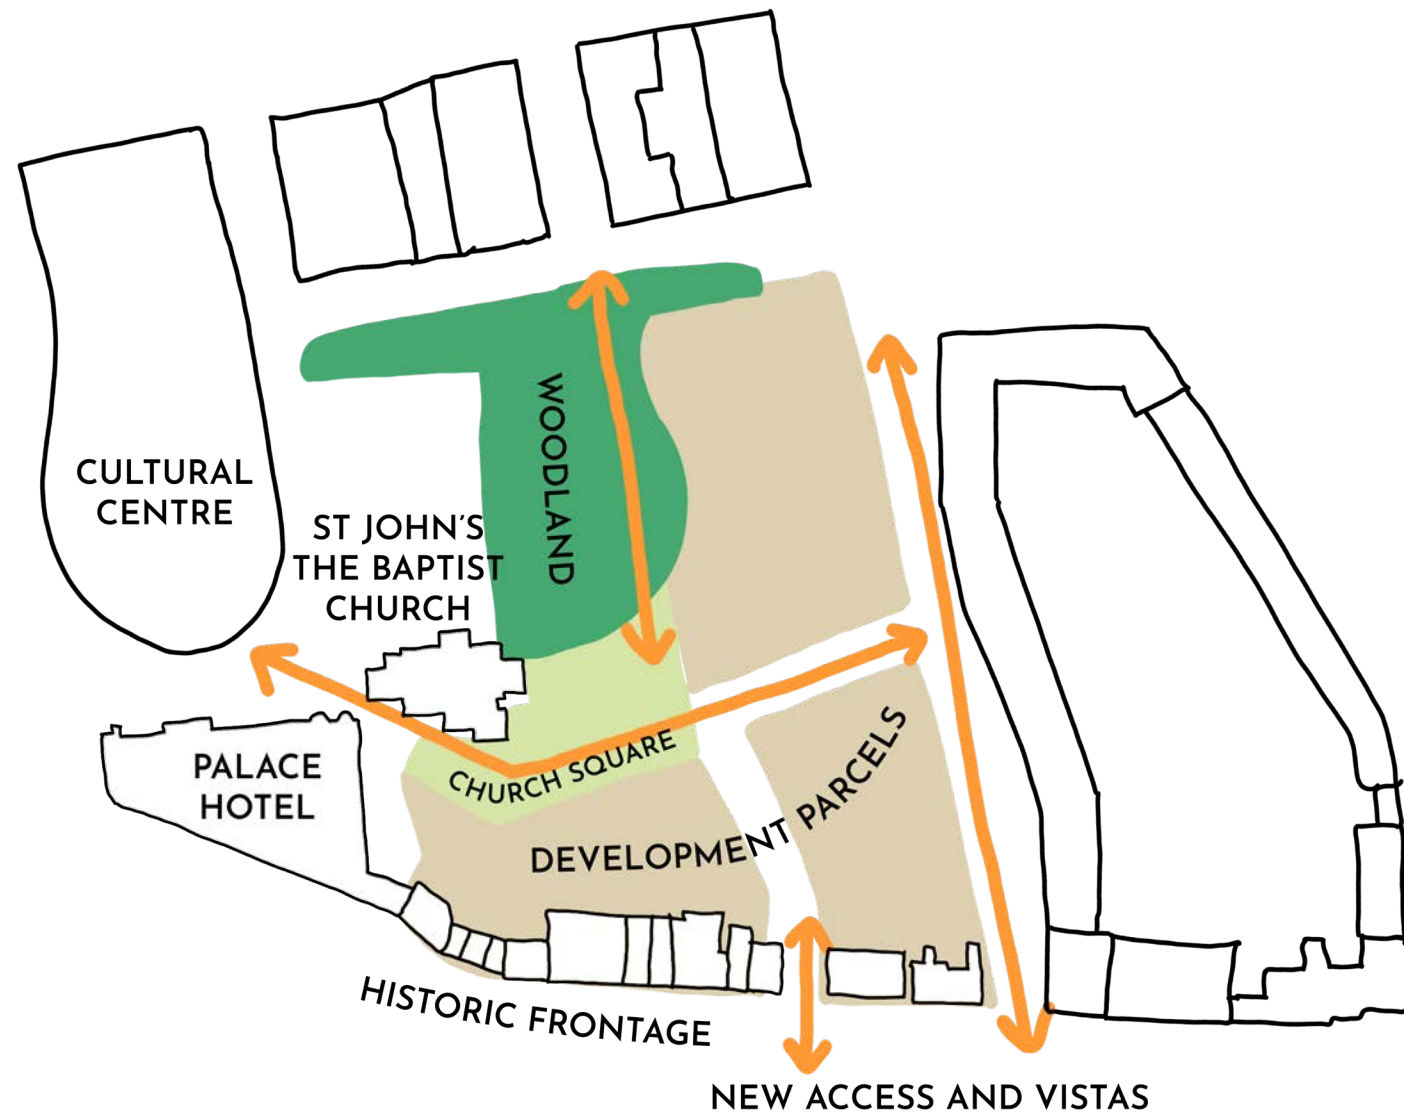 CULTURAL
CENTRE
WOODLAND
ST JOHN'S
THE BAPTIST
CHURCH
PALACE
HOTEL
CHURCH SQUARE
DEVELOPMENT PARCELS
HISTORIC FRONTAGE
NEW ACCESS AND VISTAS